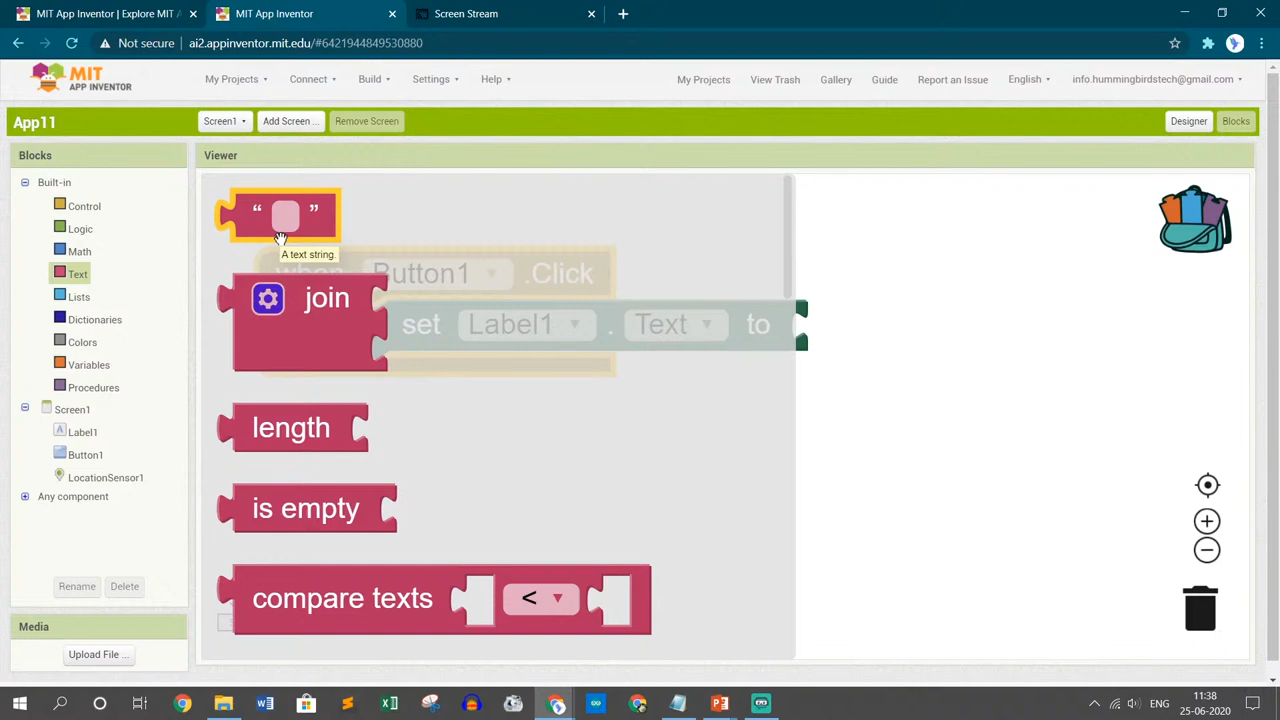 MIT App Inventor | Explore MIT A
MIT App Inventor
Screen Stream
Not secure
ai2.appinventor.mit.edu/#6421944849530880
MIT
APP INVENTOR
My Projects
Connect
Build
Settings
Help
My Projects
View Trash
Gallery
Guide
Report an Issue
English
info.hummingbirdstech@gmail.com
App11
Screen1
Add Screen ...
Remove Screen
Designer
Blocks
Blocks
Viewer
Built-in
Control
Logic
Math
Text
Lists
Dictionaries
Colors
Variables
Procedures
Screen1
Label1
Button1
LocationSensor1
Any component
Rename
Delete
Media
Upload File ...
“ ”
A text string.
when Button1 .Click
join
set Label1 . Text to
length
is empty
compare texts <
ENG
11:38
25-06-2020